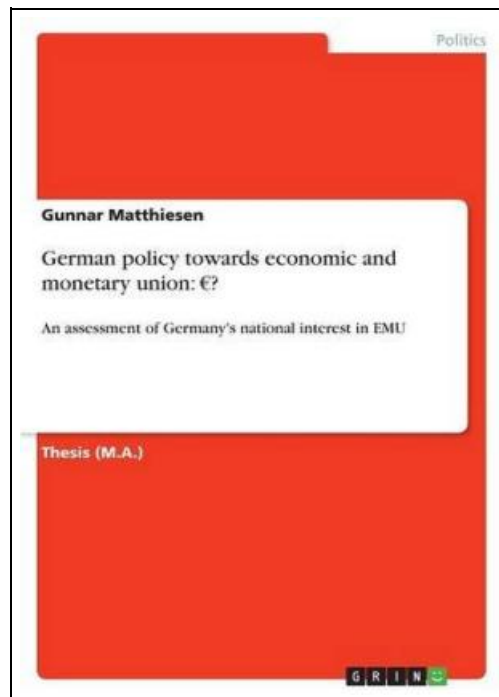 Politics
Gunnar Matthiesen
German policy towards economic and
monetary union: €?
An assessment of Germany's national interest in EMU
Thesis (M.A.)
GRIN